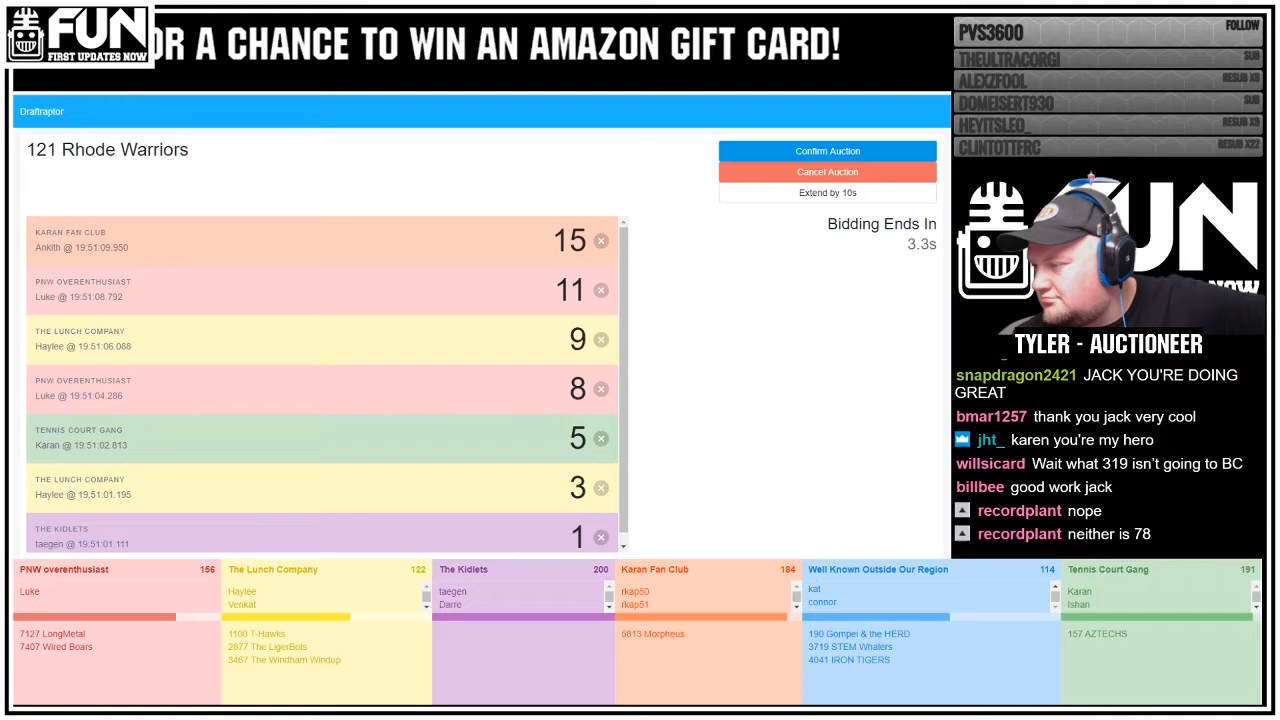 FUN
FIRST UPDATES NOW
OR A CHANCE TO WIN AN AMAZON GIFT CARD!
PVS3600 FOLLOW
THEULTRACORGI SUB
ALEXZFOOL RESUB X8
DOMEISERT930 SUB
HEYITSLEO_ RESUB X9
CLINTOTTFRC RESUB X22
Draftraptor
121 Rhode Warriors
Confirm Auction
Cancel Auction
Extend by 10s
Bidding Ends In
3.3s
KARAN FAN CLUB
Ankith @ 19:51:09.950
15
PNW OVERENTHUSIAST
Luke @ 19:51:08.792
11
THE LUNCH COMPANY
Haylee @ 19:51:06.088
9
PNW OVERENTHUSIAST
Luke @ 19:51:04.286
8
TENNIS COURT GANG
Karan @ 19:51:02.813
5
THE LUNCH COMPANY
Haylee @ 19:51:01.195
3
THE KIDLETS
taegen @ 19:51:01.111
1
FUN
NOW
TYLER - AUCTIONEER
snapdragon2421 JACK YOU'RE DOING
GREAT
bmar1257 thank you jack very cool
jht_ karen you're my hero
willsicard Wait what 319 isn't going to BC
billbee good work jack
recordplant nope
recordplant neither is 78
PNW overenthusiast 156
Luke
7127 LongMetal
7407 Wired Boars
The Lunch Company 122
Haylee
Venkat
1100 T-Hawks
2877 The LigerBots
3467 The Windham Windup
The Kidlets 200
taegen
Darre
Karan Fan Club 184
rkap50
rkap51
5813 Morpheus
Well Known Outside Our Region 114
kat
connor
190 Gompei & the HERD
3719 STEM Whalers
4041 IRON TIGERS
Tennis Court Gang 191
Karan
Ishan
157 AZTECHS